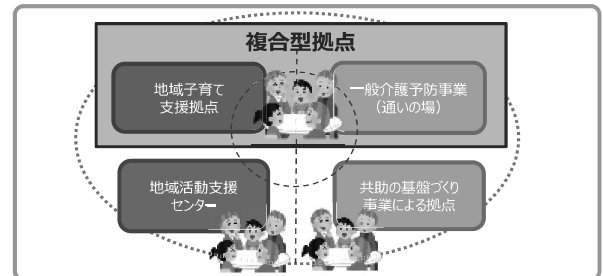 複合型拠点
地域子育て
支援拠点
一般介護予防事業
(通いの場)
地域活動支援
センター
共助の基盤づくり
事業による拠点